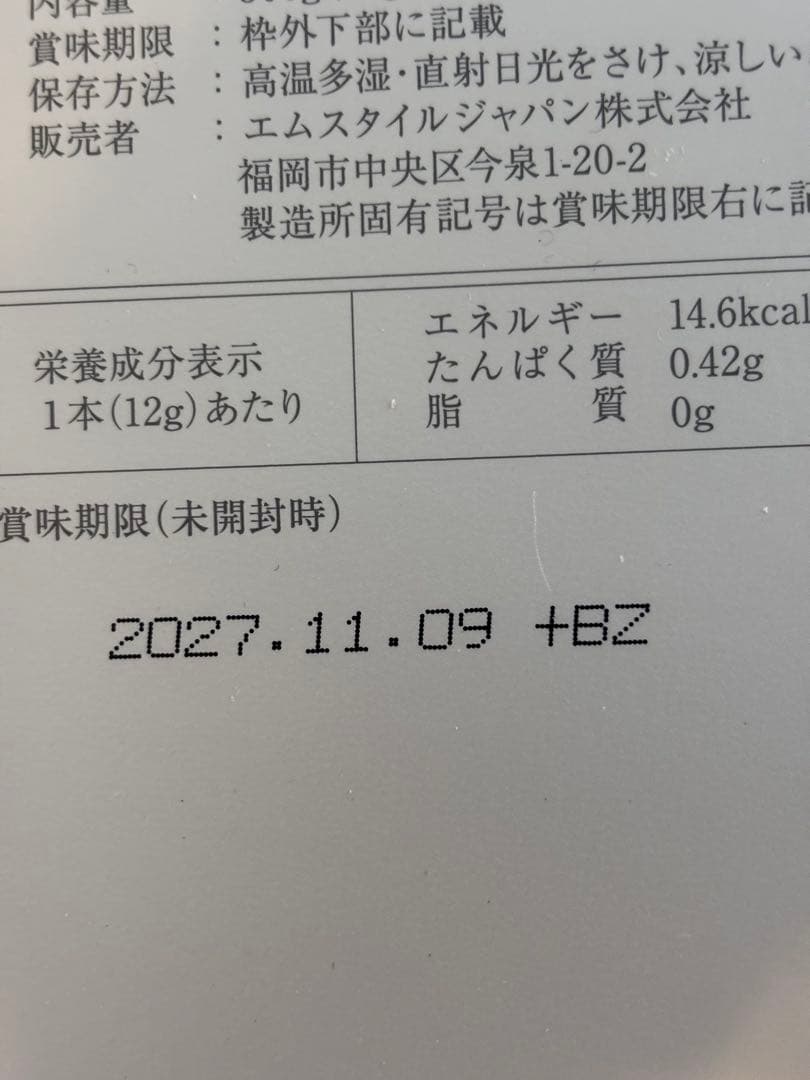 内容量
賞味期限 : 枠外下部に記載
保存方法 : 高温多湿・直射日光をさけ、涼しい
販売者 : エムスタイルジャパン株式会社
福岡市中央区今泉1-20-2
製造所固有記号は賞味期限右に記
栄養成分表示
1本(12g)あたり
エネルギー 14.6kcal
たんぱく質 0.42g
脂質 0g
賞味期限(未開封時)
2027.11.09 +BZ